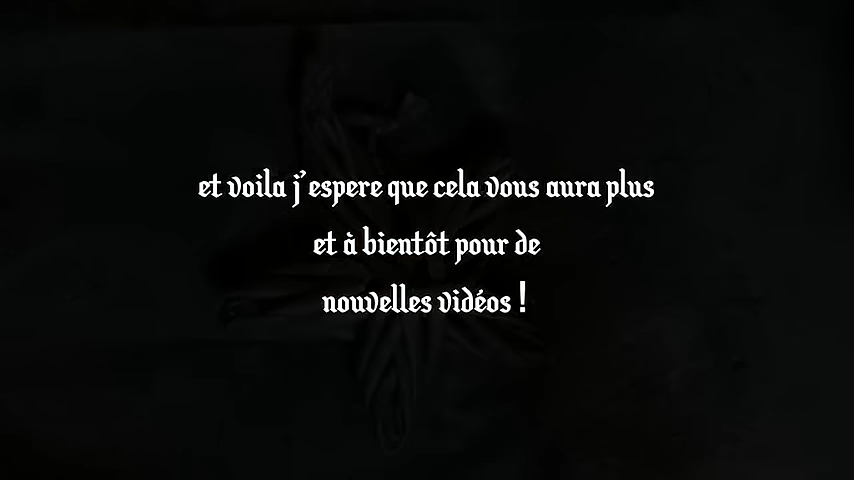 et voila j'espere que cela vous aura plus
et à bientôt pour de
nouvelles vidéos !